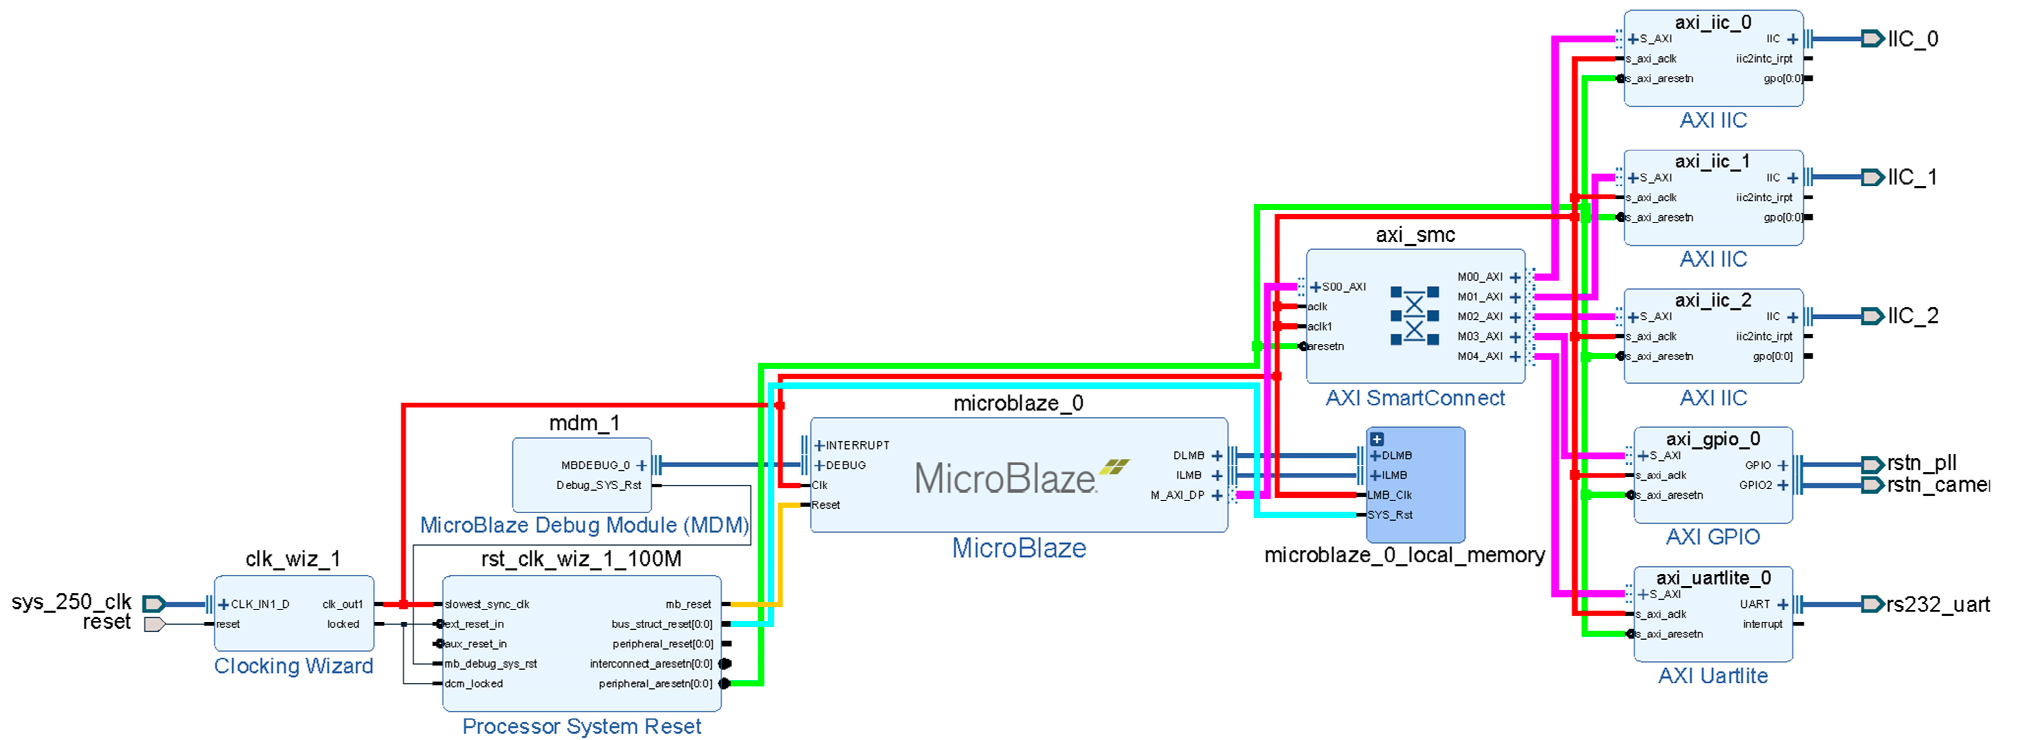 sys_250_clk
reset
clk_wiz_1
CLK_IN1_D
reset
clk_out1
locked
Clocking Wizard
mdm_1
MBDEBUG_0
Debug_SYS_Rst
MicroBlaze Debug Module (MDM)
rst_clk_wiz_1_100M
slowest_sync_clk
ext_reset_in
aux_reset_in
mb_debug_sys_rst
dcm_locked
mb_reset
bus_struct_reset[0:0]
peripheral_reset[0:0]
interconnect_aresetn[0:0]
peripheral_aresetn[0:0]
Processor System Reset
microblaze_0
INTERRUPT
DEBUG
Clk
Reset
MicroBlaze
DLMB
ILMB
M_AXI_DP
MicroBlaze
DLMB
ILMB
LMB_Clk
SYS_Rst
microblaze_0_local_memory
axi_smc
S00_AXI
aclk
aclk1
aresetn
M00_AXI
M01_AXI
M02_AXI
M03_AXI
M04_AXI
AXI SmartConnect
axi_iic_0
S_AXI
s_axi_aclk
s_axi_aresetn
IIC
iic2intc_irpt
gpo[0:0]
AXI IIC
IIC_0
axi_iic_1
S_AXI
s_axi_aclk
s_axi_aresetn
IIC
iic2intc_irpt
gpo[0:0]
AXI IIC
IIC_1
axi_iic_2
S_AXI
s_axi_aclk
s_axi_aresetn
IIC
iic2intc_irpt
gpo[0:0]
AXI IIC
IIC_2
axi_gpio_0
S_AXI
s_axi_aclk
s_axi_aresetn
GPIO
GPIO2
AXI GPIO
rstn_pll
rstn_camer
axi_uartlite_0
S_AXI
s_axi_aclk
s_axi_aresetn
UART
interrupt
AXI Uartlite
rs232_uart